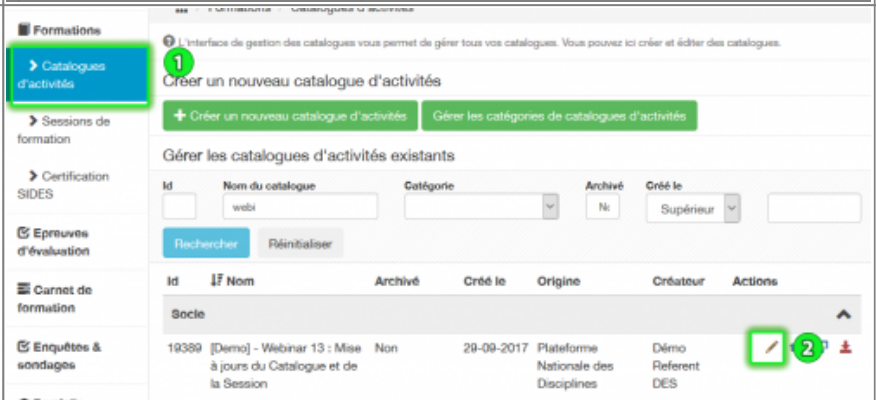 Formations
Catalogues d'activités
Formations
Catalogues
d'activités
Sessions de
formation
Certification
SIDES
Epreuves
d'évaluation
Carnet de
formation
Enquêtes &
sondages
L'interface de gestion des catalogues vous permet de gérer tous vos catalogues. Vous pouvez ici créer et éditer des catalogues.
1
Créer un nouveau catalogue d'activités
Créer un nouveau catalogue d'activités Gérer les catégories de catalogues d'activités
Gérer les catalogues d'activités existants
Id Nom du catalogue Catégorie Archivé Créé le
webi Supérieur
Rechercher Réinitialiser
Id Nom Archivé Créé le Origine Créateur Actions
Socle
19389 [Demo] - Webinar 13 : Mise Non 29-09-2017 Plateforme Démo 2
à jours du Catalogue et de Nationale des Referent
la Session Disciplines DES